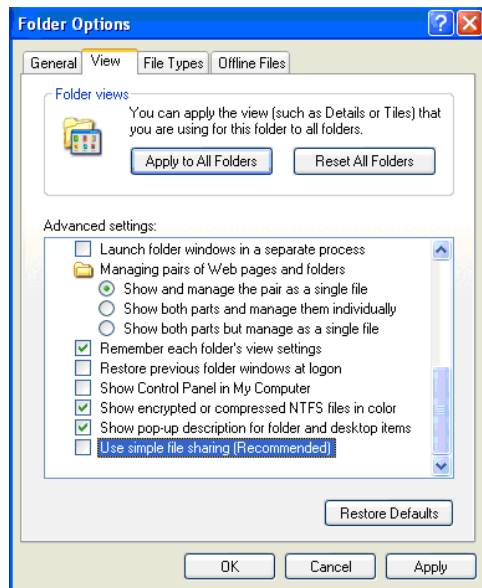 Folder Options
General View File Types Offline Files
Folder views
You can apply the view (such as Details or Tiles) that
you are using for this folder to all folders.
Apply to All Folders Reset All Folders
Advanced settings:
Launch folder windows in a separate process
Managing pairs of Web pages and folders
Show and manage the pair as a single file
Show both parts and manage them individually
Show both parts but manage as a single file
Remember each folder's view settings
Restore previous folder windows at logon
Show Control Panel in My Computer
Show encrypted or compressed NTFS files in color
Show pop-up description for folder and desktop items
Use simple file sharing (Recommended)
Restore Defaults
OK Cancel Apply